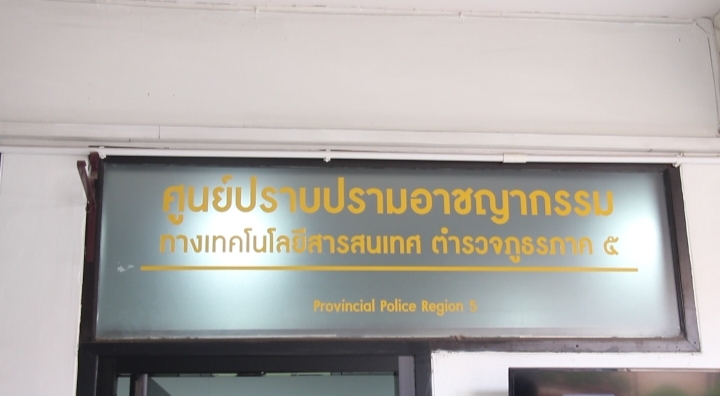 ศูนย์ปราบปรามอาชญากรรม
ทางเทคโนโลยีสารสนเทศ ตำรวจภูธรภาค ๕
Provincial Police Region 5